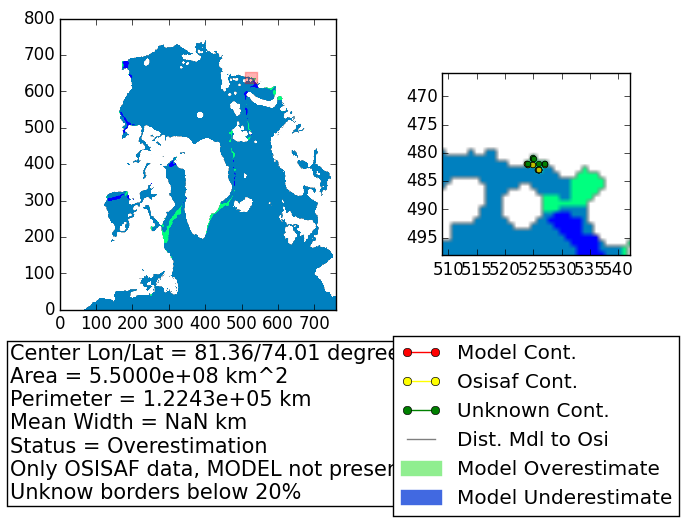 800
700
600
500
400
300
200
100
0
0 100 200 300 400 500 600 700
470
475
480
485
490
495
510 515 520 525 530 535 540
Center Lon/Lat = 81.36/74.01 degree
Area = 5.5000e+08 km^2
Perimeter = 1.2243e+05 km
Mean Width = NaN km
Status = Overestimation
Only OSISAF data, MODEL not presen
Unknow borders below 20%
Model Cont.
Osisaf Cont.
Unknown Cont.
Dist. Mdl to Osi
Model Overestimate
Model Underestimate